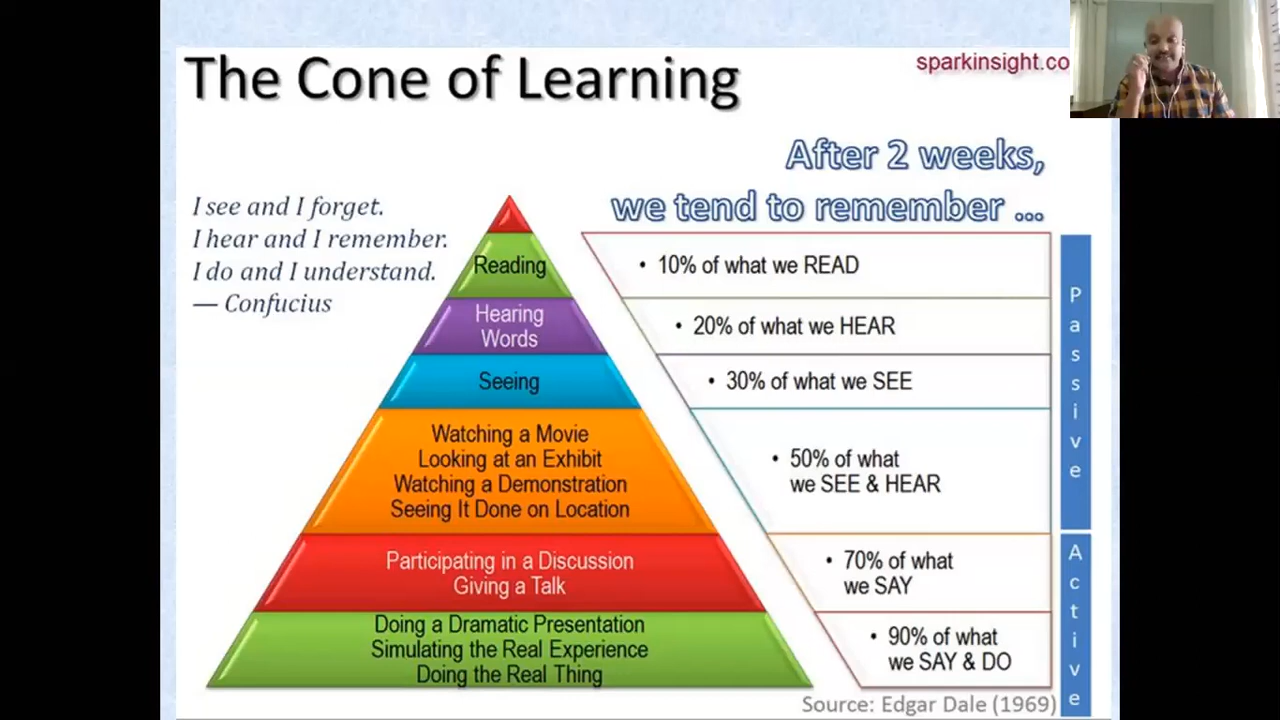 The Cone of Learning
sparkinsight.co
After 2 weeks,
we tend to remember ...
I see and I forget.
I hear and I remember.
I do and I understand.
— Confucius
Reading
Hearing
Words
Seeing
Watching a Movie
Looking at an Exhibit
Watching a Demonstration
Seeing It Done on Location
Participating in a Discussion
Giving a Talk
Doing a Dramatic Presentation
Simulating the Real Experience
Doing the Real Thing
• 10% of what we READ
• 20% of what we HEAR
• 30% of what we SEE
• 50% of what
we SEE & HEAR
• 70% of what
we SAY
• 90% of what
we SAY & DO
Passive
Active
Source: Edgar Dale (1969)